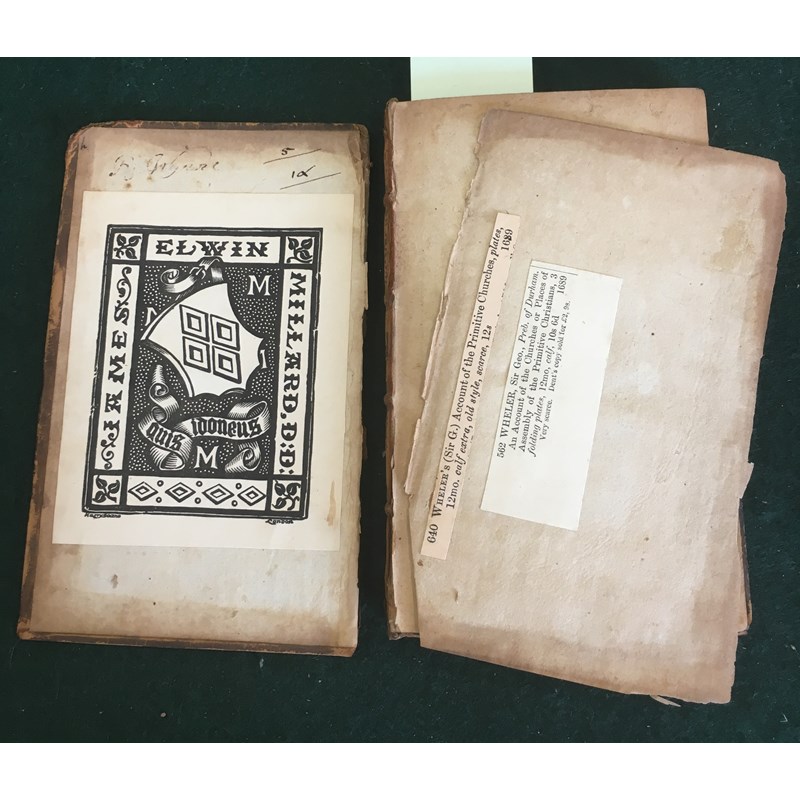 5
10
ELWIN
MILLARD, D·D:
JAMES
M
M
M
quis idoneus
London
640 WHELER'S (Sir G.) Account of the Primitive Churches, plates,
12mo. calf extra, old style, scarce, 12s 1689
562 WHELER, Sir Geo., Preb. of Durham.
An Account of the Churches or Places of
Assembly of the Primitive Christians, 3
folding plates, 12mo, calf, 10s 6d 1689
Very scarce. Dent's copy sold for £2, 9s.